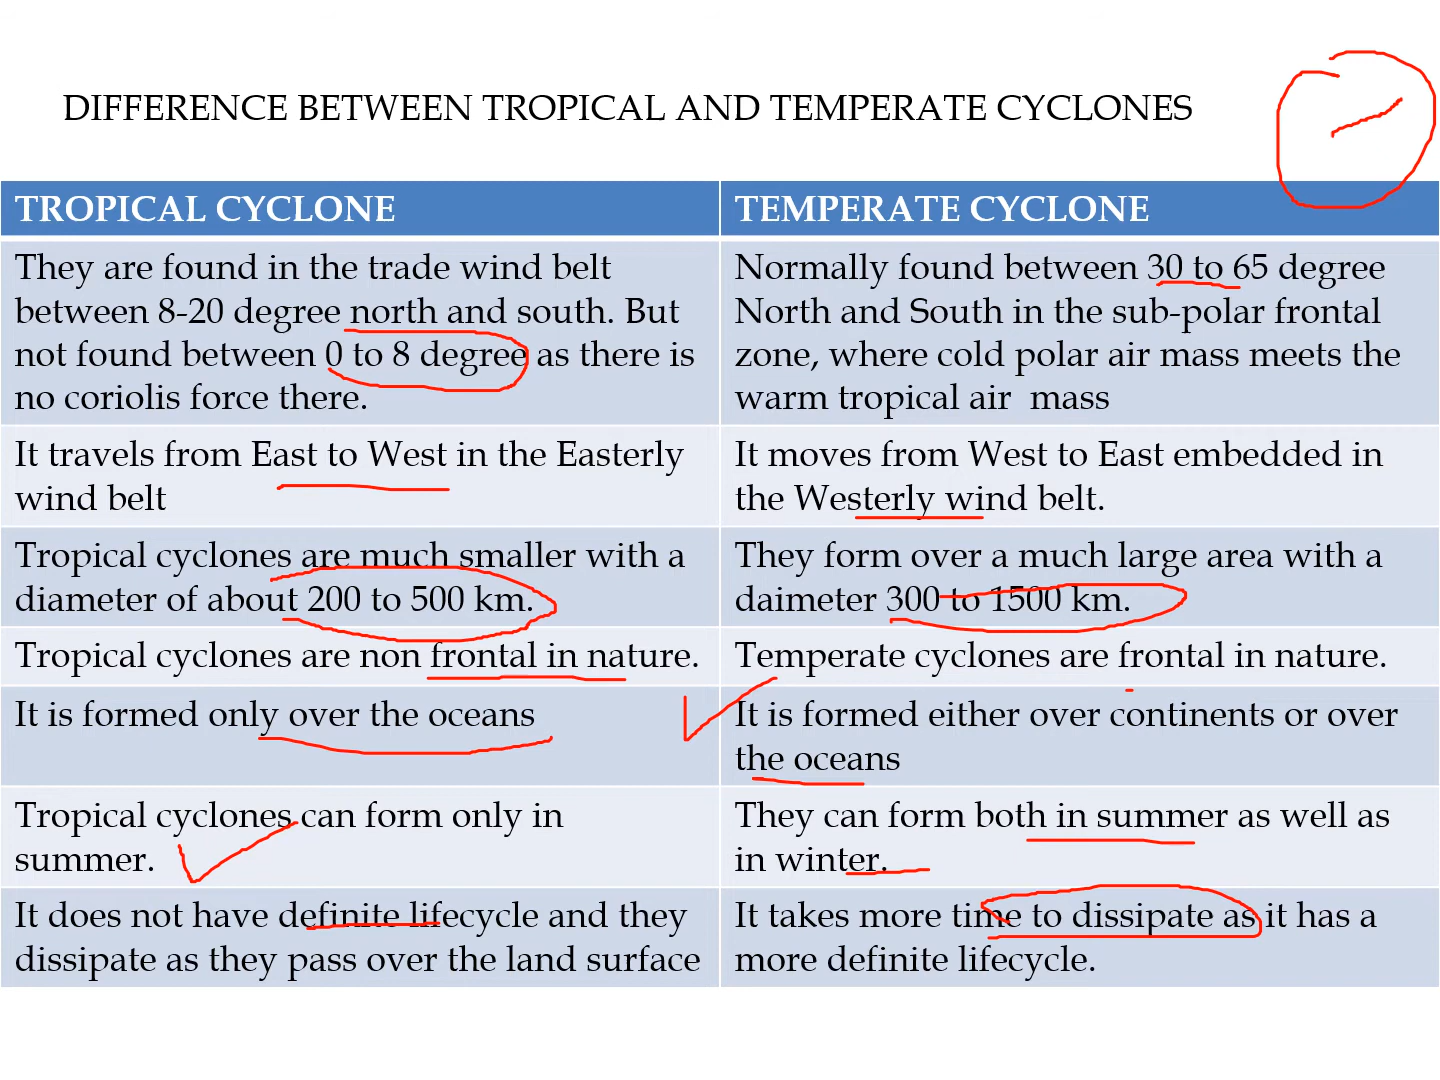 DIFFERENCE BETWEEN TROPICAL AND TEMPERATE CYCLONES
TROPICAL CYCLONE
TEMPERATE CYCLONE
They are found in the trade wind belt
between 8-20 degree north and south. But
not found between 0 to 8 degree as there is
no coriolis force there.
Normally found between 30 to 65 degree
North and South in the sub-polar frontal
zone, where cold polar air mass meets the
warm tropical air mass
It travels from East to West in the Easterly
wind belt
It moves from West to East embedded in
the Westerly wind belt.
Tropical cyclones are much smaller with a
diameter of about 200 to 500 km.
They form over a much large area with a
daimeter 300 to 1500 km.
Tropical cyclones are non frontal in nature.
Temperate cyclones are frontal in nature.
It is formed only over the oceans
It is formed either over continents or over
the oceans
Tropical cyclones can form only in
summer.
They can form both in summer as well as
in winter.
It does not have definite lifecycle and they
dissipate as they pass over the land surface
It takes more time to dissipate as it has a
more definite lifecycle.